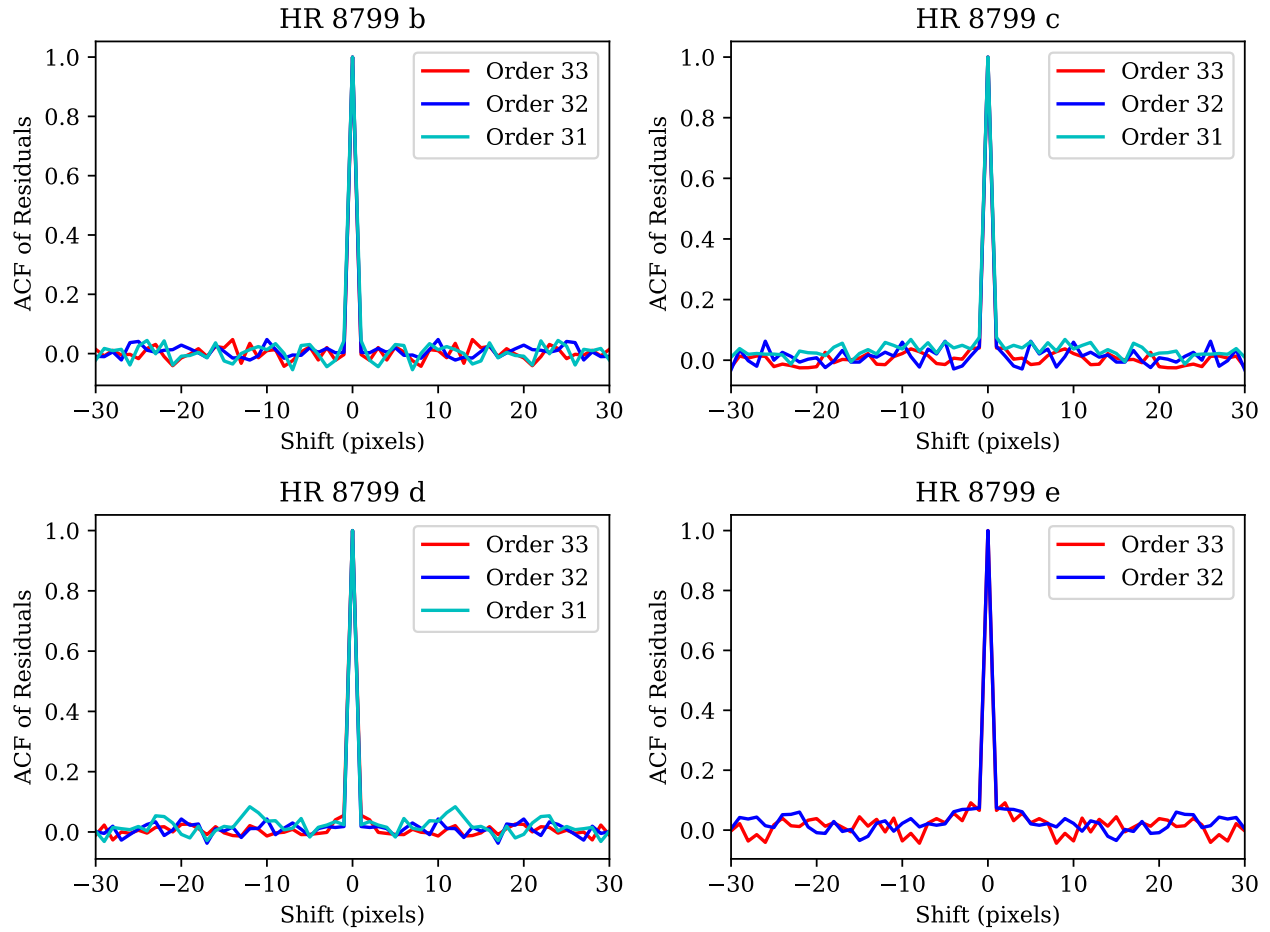 HR 8799 b
ACF of Residuals
1.0
0.8
0.6
0.4
0.2
0.0
−30
−20
−10
0
10
20
30
Shift (pixels)
Order 33
Order 32
Order 31
HR 8799 c
ACF of Residuals
1.0
0.8
0.6
0.4
0.2
0.0
−30
−20
−10
0
10
20
30
Shift (pixels)
Order 33
Order 32
Order 31
HR 8799 d
ACF of Residuals
1.0
0.8
0.6
0.4
0.2
0.0
−30
−20
−10
0
10
20
30
Shift (pixels)
Order 33
Order 32
Order 31
HR 8799 e
ACF of Residuals
1.0
0.8
0.6
0.4
0.2
0.0
−30
−20
−10
0
10
20
30
Shift (pixels)
Order 33
Order 32